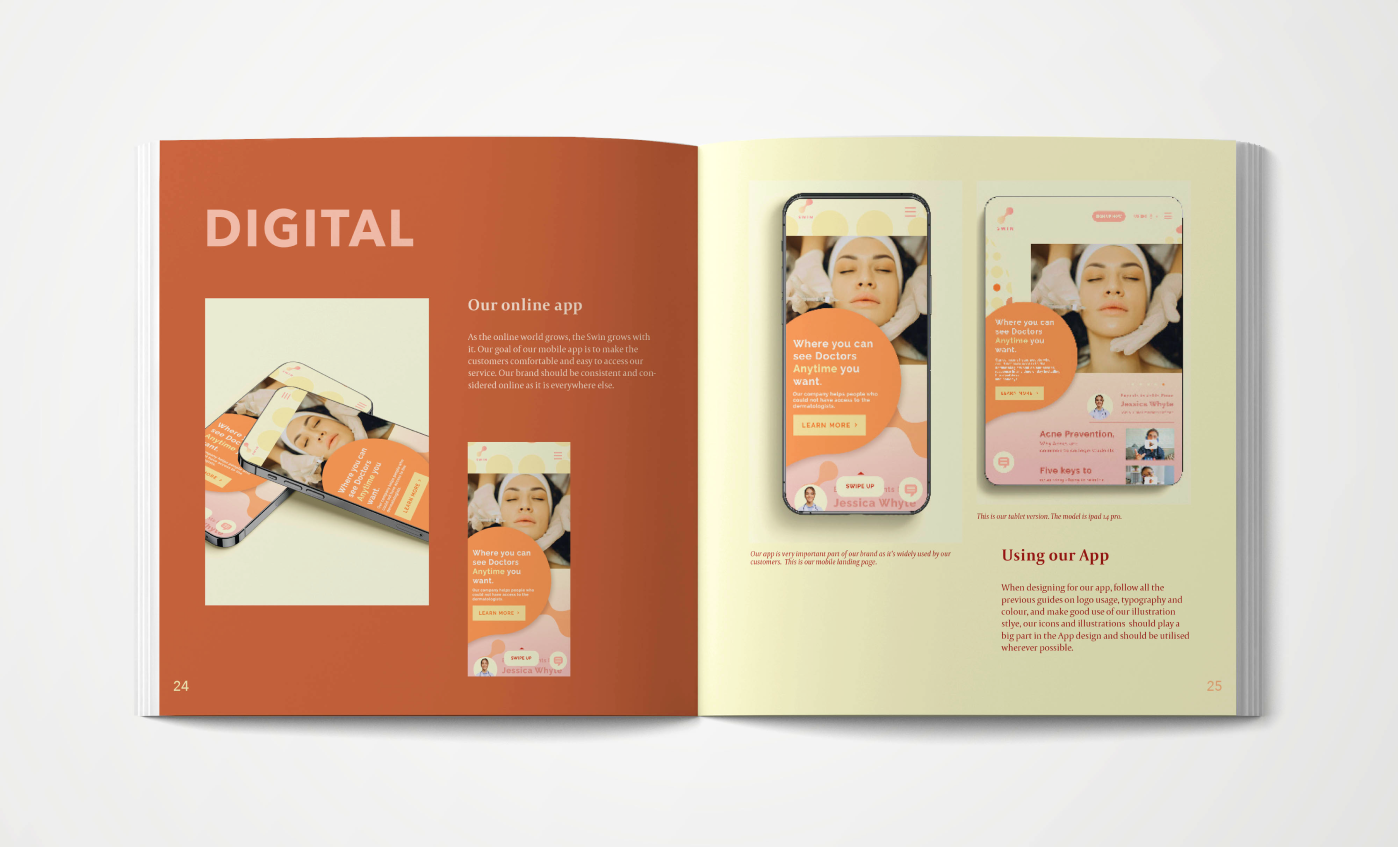 DIGITAL
Our online app
As the online world grows, the Swin grows with
it. Our goal of our mobile app is to make the
customers comfortable and easy to access our
service. Our brand should be consistent and con-
sidered online as it is everywhere else.
Where you can
see Doctors
Anytime you
want.
LEARN MORE >
Where you can
see Doctors
Anytime you
want.
Our company helps people who
could not have access to the
dermatologists.
LEARN MORE >
SWIPE UP
Jessica Whyte
24
SWIN
Where you can
see Doctors
Anytime you
want.
Our company helps people who
could not have access to the
dermatologists.
LEARN MORE >
SWIPE UP
Jessica Whyte
Our app is very important part of our brand as it's widely used by our
customers. This is our mobile landing page.
SWIN
Where you can
see Doctors
Anytime you
want.
LEARN MORE >
Jessica Whyte
Acne Prevention,
Five keys to
This is our tablet version. The model is ipad 14 pro.
Using our App
When designing for our app, follow all the
previous guides on logo usage, typography and
colour, and make good use of our illustration
stlye, our icons and illustrations should play a
big part in the App design and should be utilised
wherever possible.
25